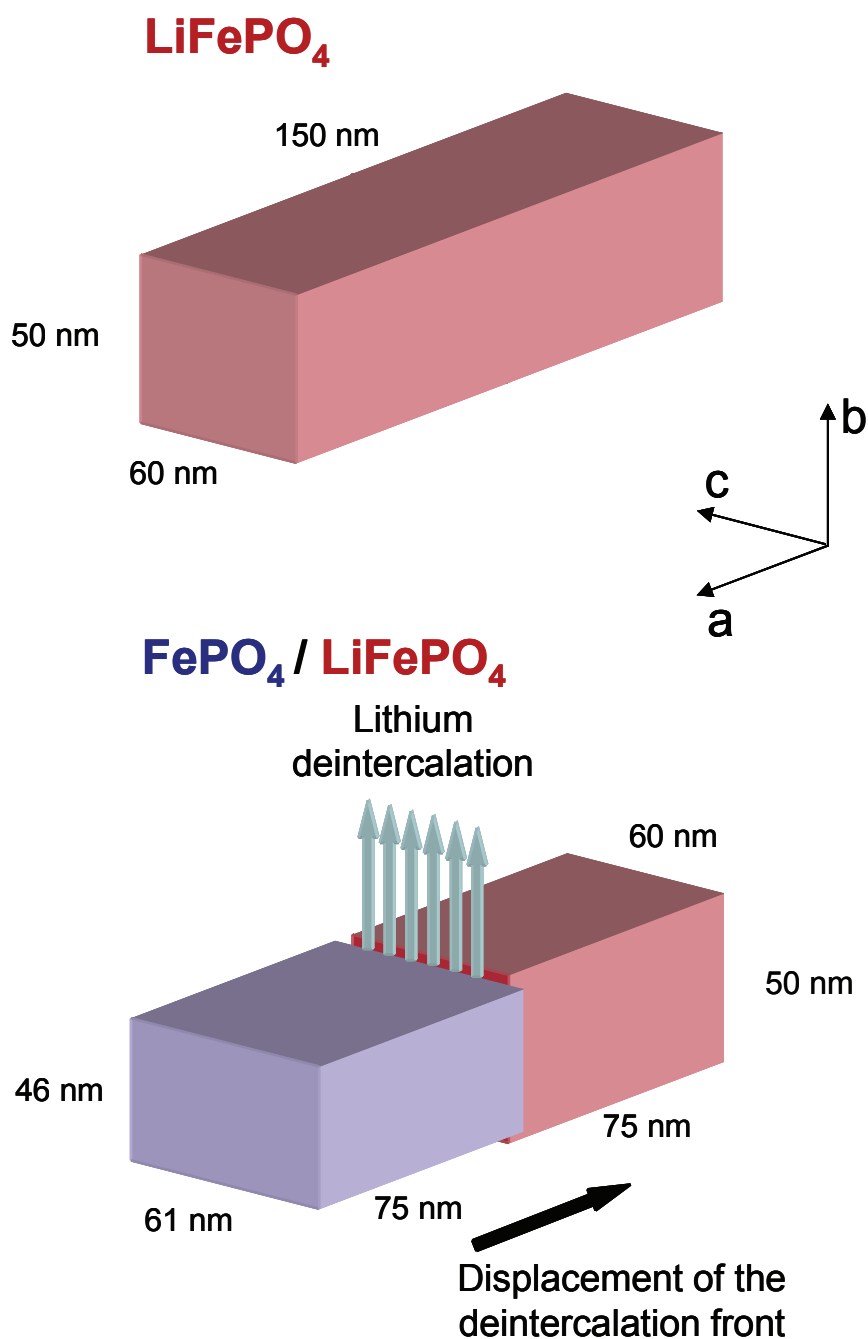 LiFePO₄
150 nm
50 nm
60 nm
b
c
a
FePO₄ / LiFePO₄
Lithium
deintercalation
60 nm
50 nm
46 nm
75 nm
61 nm
75 nm
Displacement of the
deintercalation front